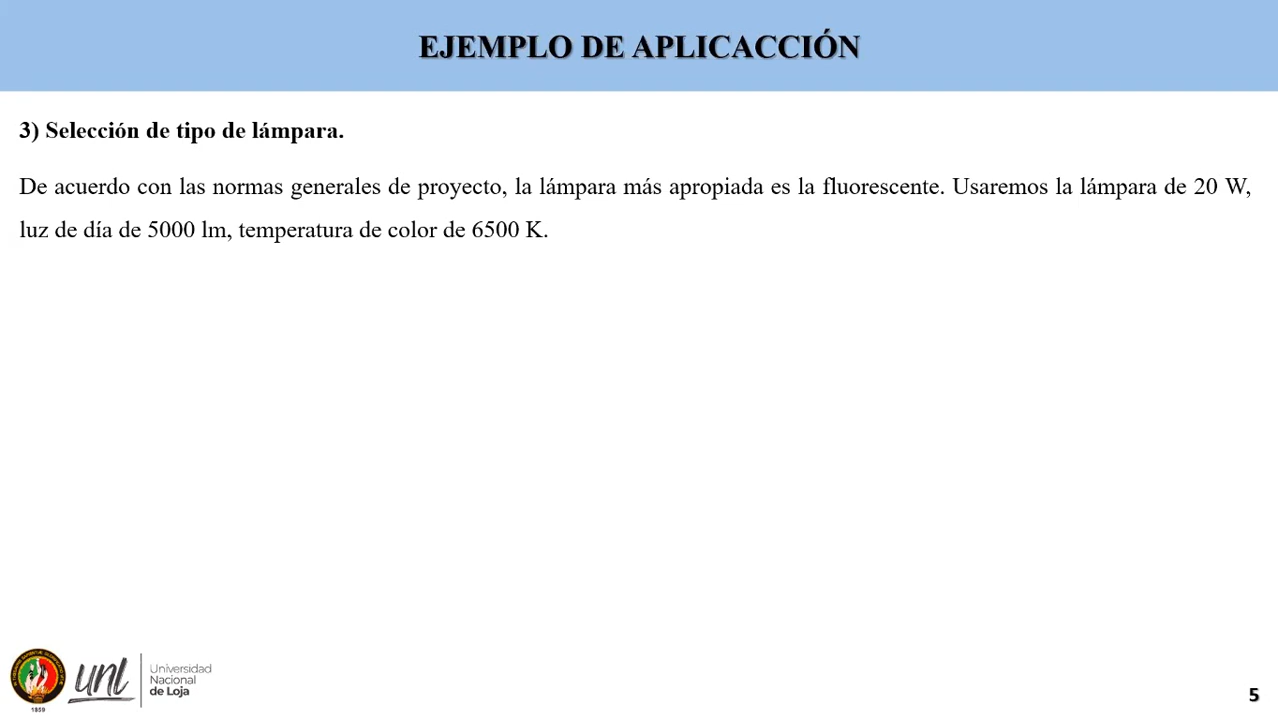 EJEMPLO DE APLICACCIÓN
3) Selección de tipo de lámpara.
De acuerdo con las normas generales de proyecto, la lámpara más apropiada es la fluorescente. Usaremos la lámpara de 20 W,
luz de día de 5000 lm, temperatura de color de 6500 K.
1859
unl
Universidad
Nacional
de Loja
5